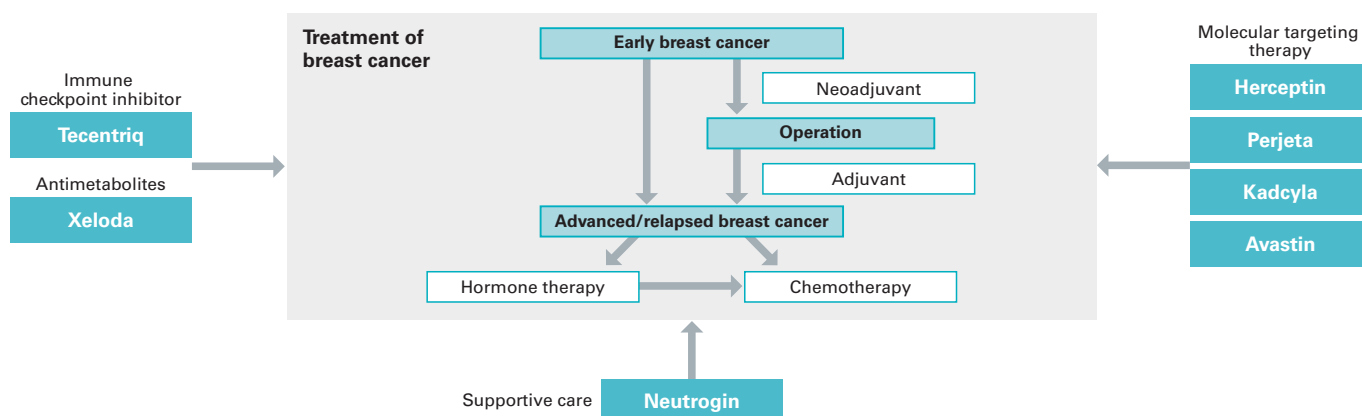 Treatment of
breast cancer
Early breast cancer
Neoadjuvant
Operation
Adjuvant
Advanced/relapsed breast cancer
Hormone therapy
Chemotherapy
Immune
checkpoint inhibitor
Tecentriq
Antimetabolites
Xeloda
Molecular targeting
therapy
Herceptin
Perjeta
Kadcyla
Avastin
Supportive care
Neutrogin